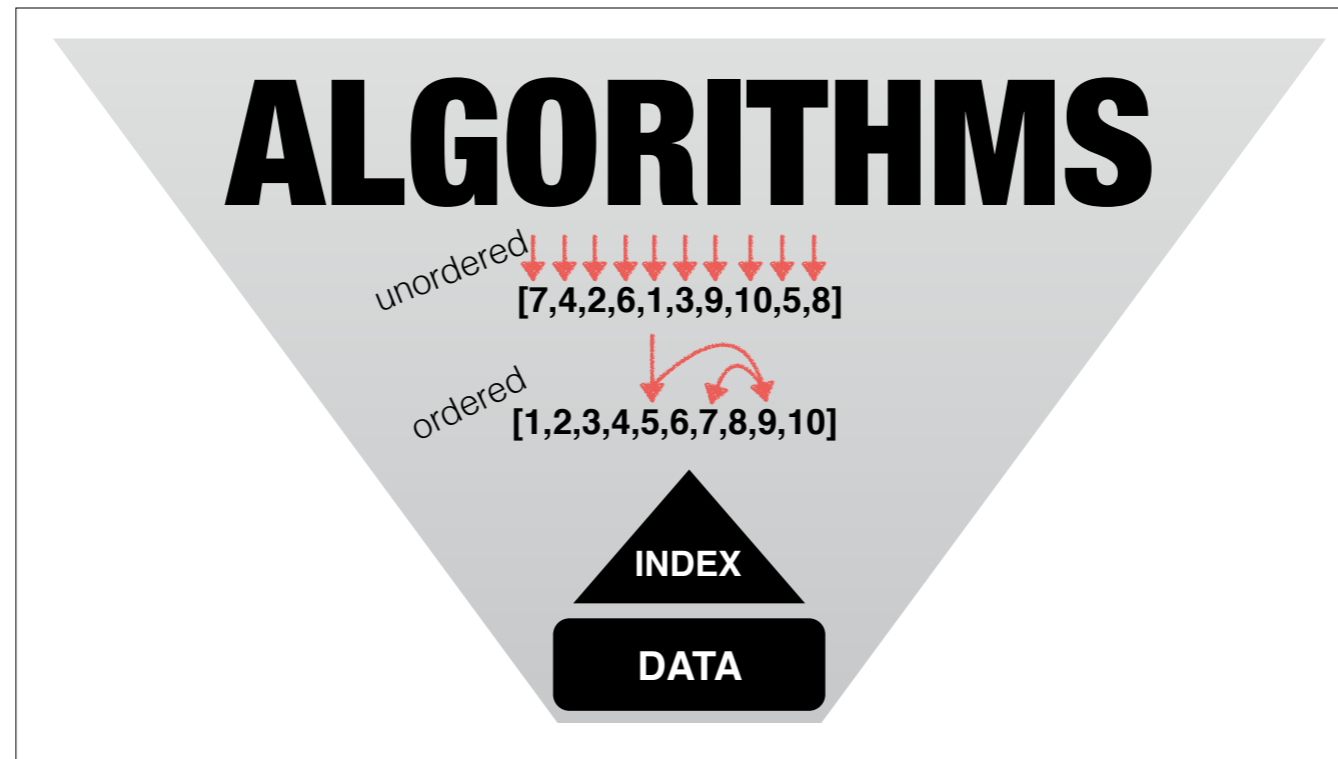 ALGORITHMS
unordered
[7,4,2,6,1,3,9,10,5,8]
ordered
[1,2,3,4,5,6,7,8,9,10]
INDEX
DATA